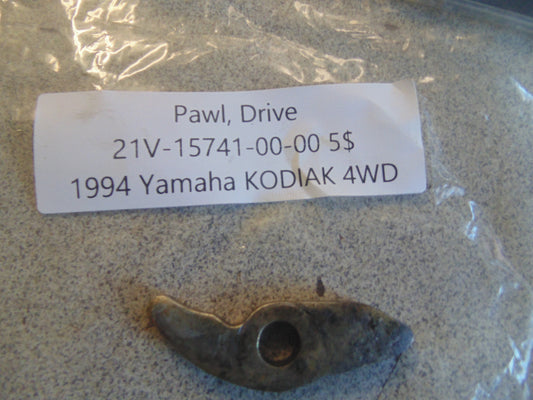 Pawl, Drive
21V-15741-00-00 5$
1994 Yamaha KODIAK 4WD